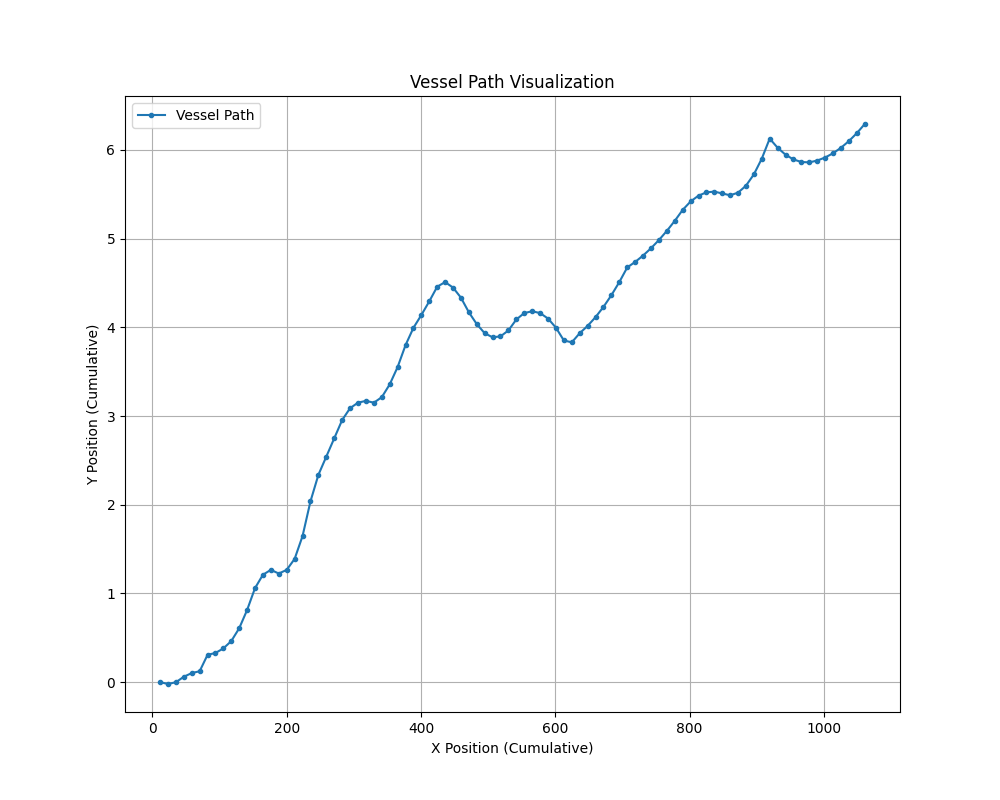 Vessel Path Visualization
Vessel Path
6
5
4
3
2
1
0
Y Position (Cumulative)
0 200 400 600 800 1000
X Position (Cumulative)